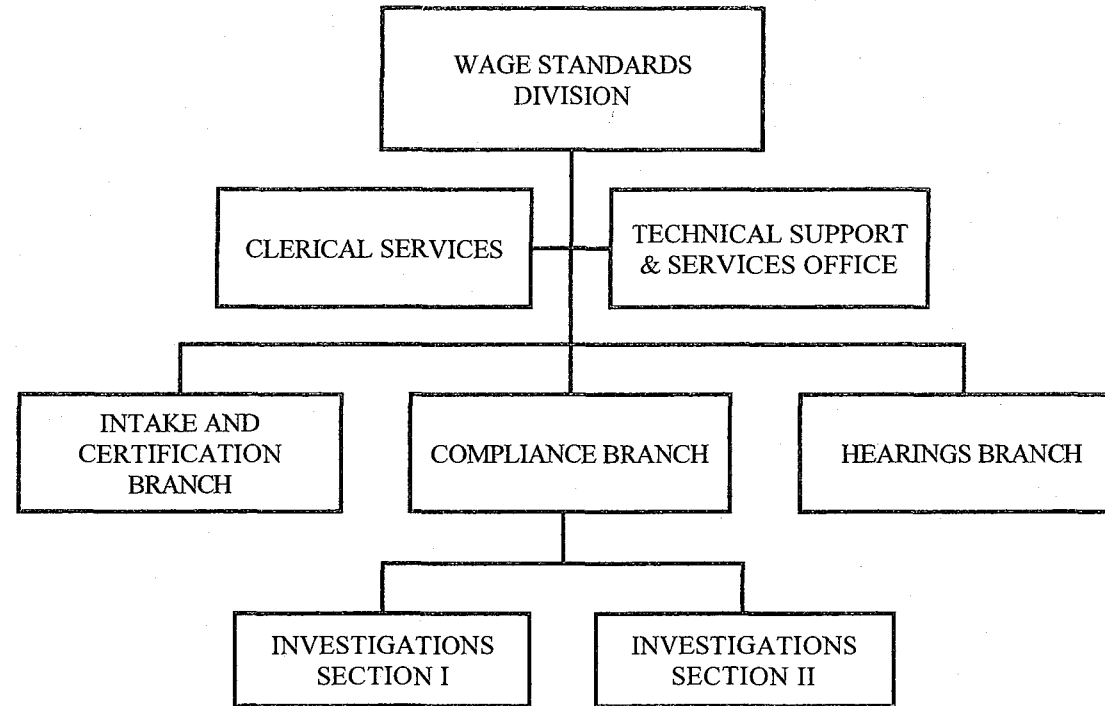 WAGE STANDARDS
DIVISION
CLERICAL SERVICES
TECHNICAL SUPPORT
& SERVICES OFFICE
INTAKE AND
CERTIFICATION
BRANCH
COMPLIANCE BRANCH
HEARINGS BRANCH
INVESTIGATIONS
SECTION I
INVESTIGATIONS
SECTION II